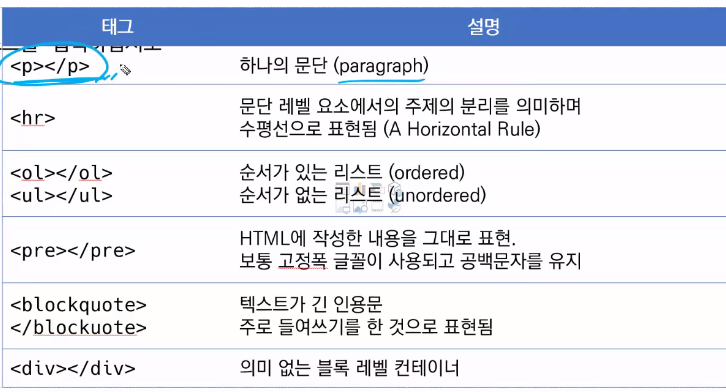 태그 설명
<p></p> 하나의 문단 (paragraph)
<hr> 문단 레벨 요소에서의 주제의 분리를 의미하며
수평선으로 표현됨 (A Horizontal Rule)
<ol></ol> 순서가 있는 리스트 (ordered)
<ul></ul> 순서가 없는 리스트 (unordered)
<pre></pre> HTML에 작성한 내용을 그대로 표현.
보통 고정폭 글꼴이 사용되고 공백문자를 유지
<blockquote> 텍스트가 긴 인용문
</blockuote> 주로 들여쓰기를 한 것으로 표현됨
<div></div> 의미 없는 블록 레벨 컨테이너